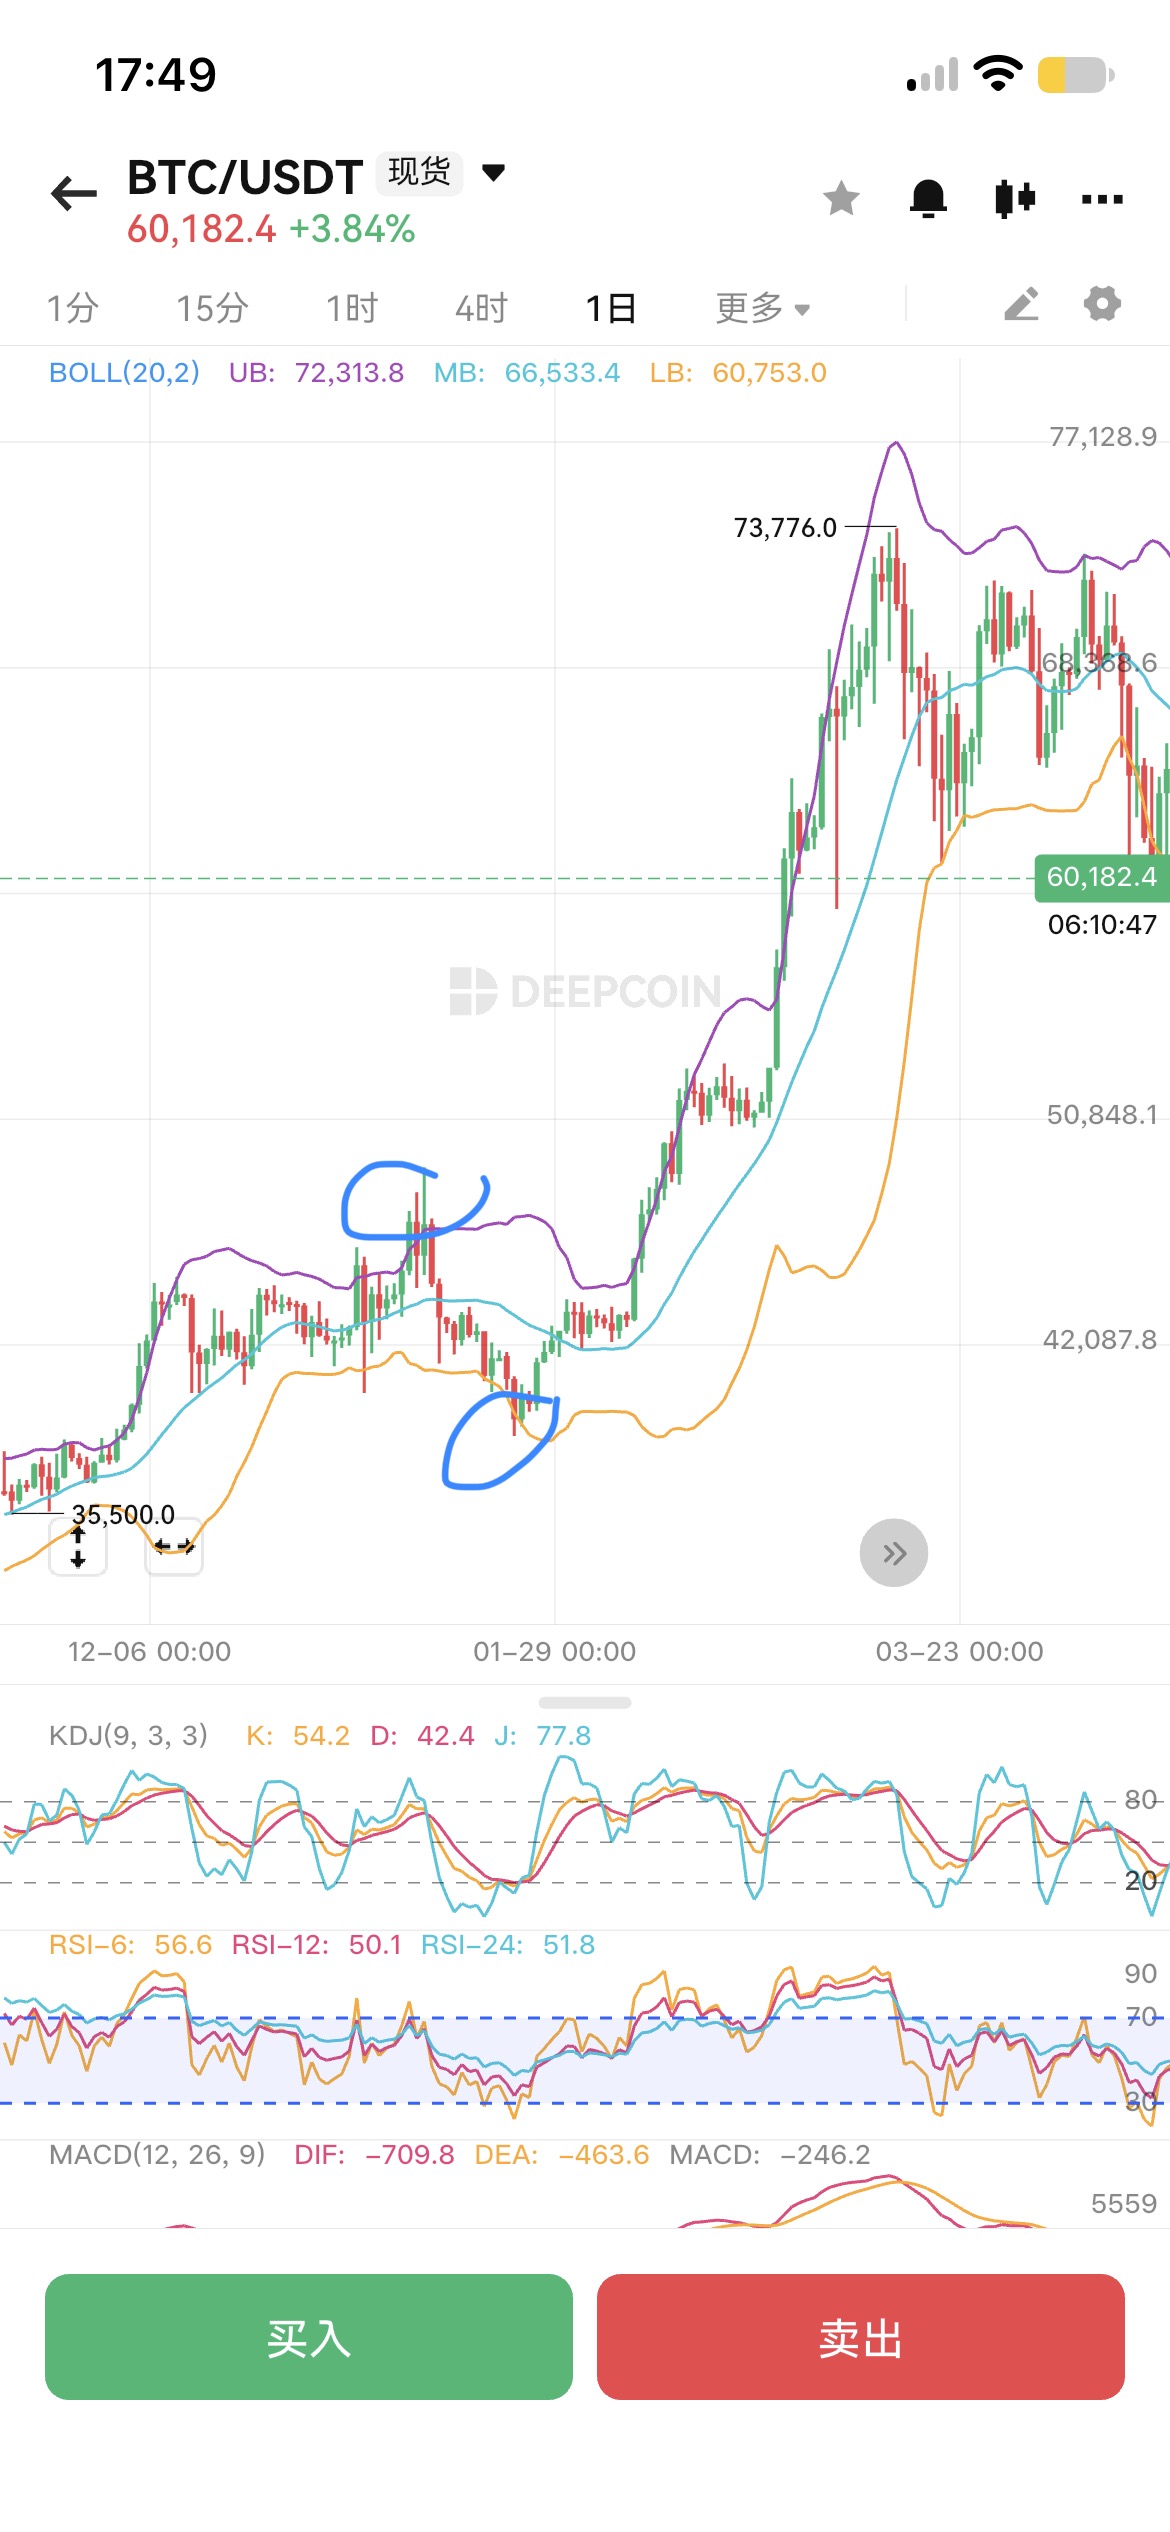 17:49
BTC/USDT 现货
60,182.4 +3.84%
1分 15分 1时 4时 1日 更多
BOLL(20,2) UB: 72,313.8 MB: 66,533.4 LB: 60,753.0
77,128.9
73,776.0
68,368.6
60,182.4
06:10:47
DEEPCOIN
50,848.1
42,087.8
35,500.0
12-06 00:00 01-29 00:00 03-23 00:00
KDJ(9, 3, 3) K: 54.2 D: 42.4 J: 77.8
80
20
RSI-6: 56.6 RSI-12: 50.1 RSI-24: 51.8
90
70
30
MACD(12, 26, 9) DIF: -709.8 DEA: -463.6 MACD: -246.2
5559
买入 卖出